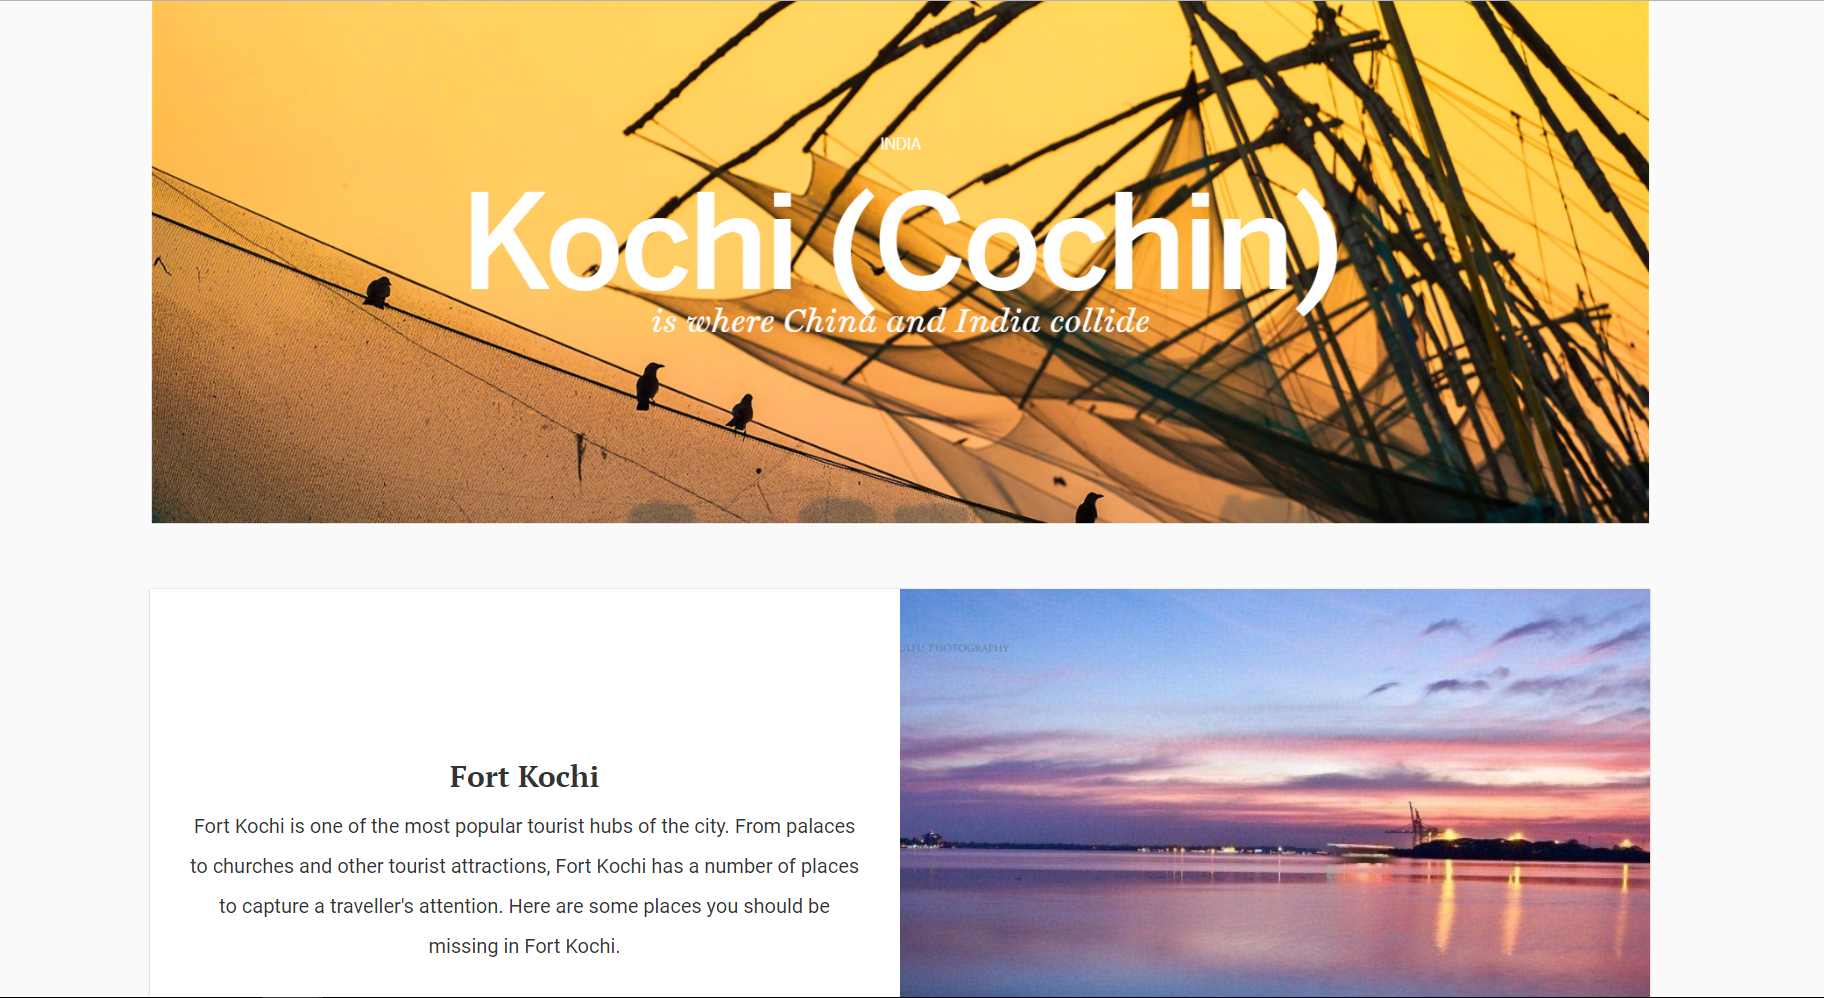 INDIA
Kochi (Cochin)
is where China and India collide
PHOTOGRAPHY
Fort Kochi
Fort Kochi is one of the most popular tourist hubs of the city. From palaces
to churches and other tourist attractions, Fort Kochi has a number of places
to capture a traveller's attention. Here are some places you should be
missing in Fort Kochi.